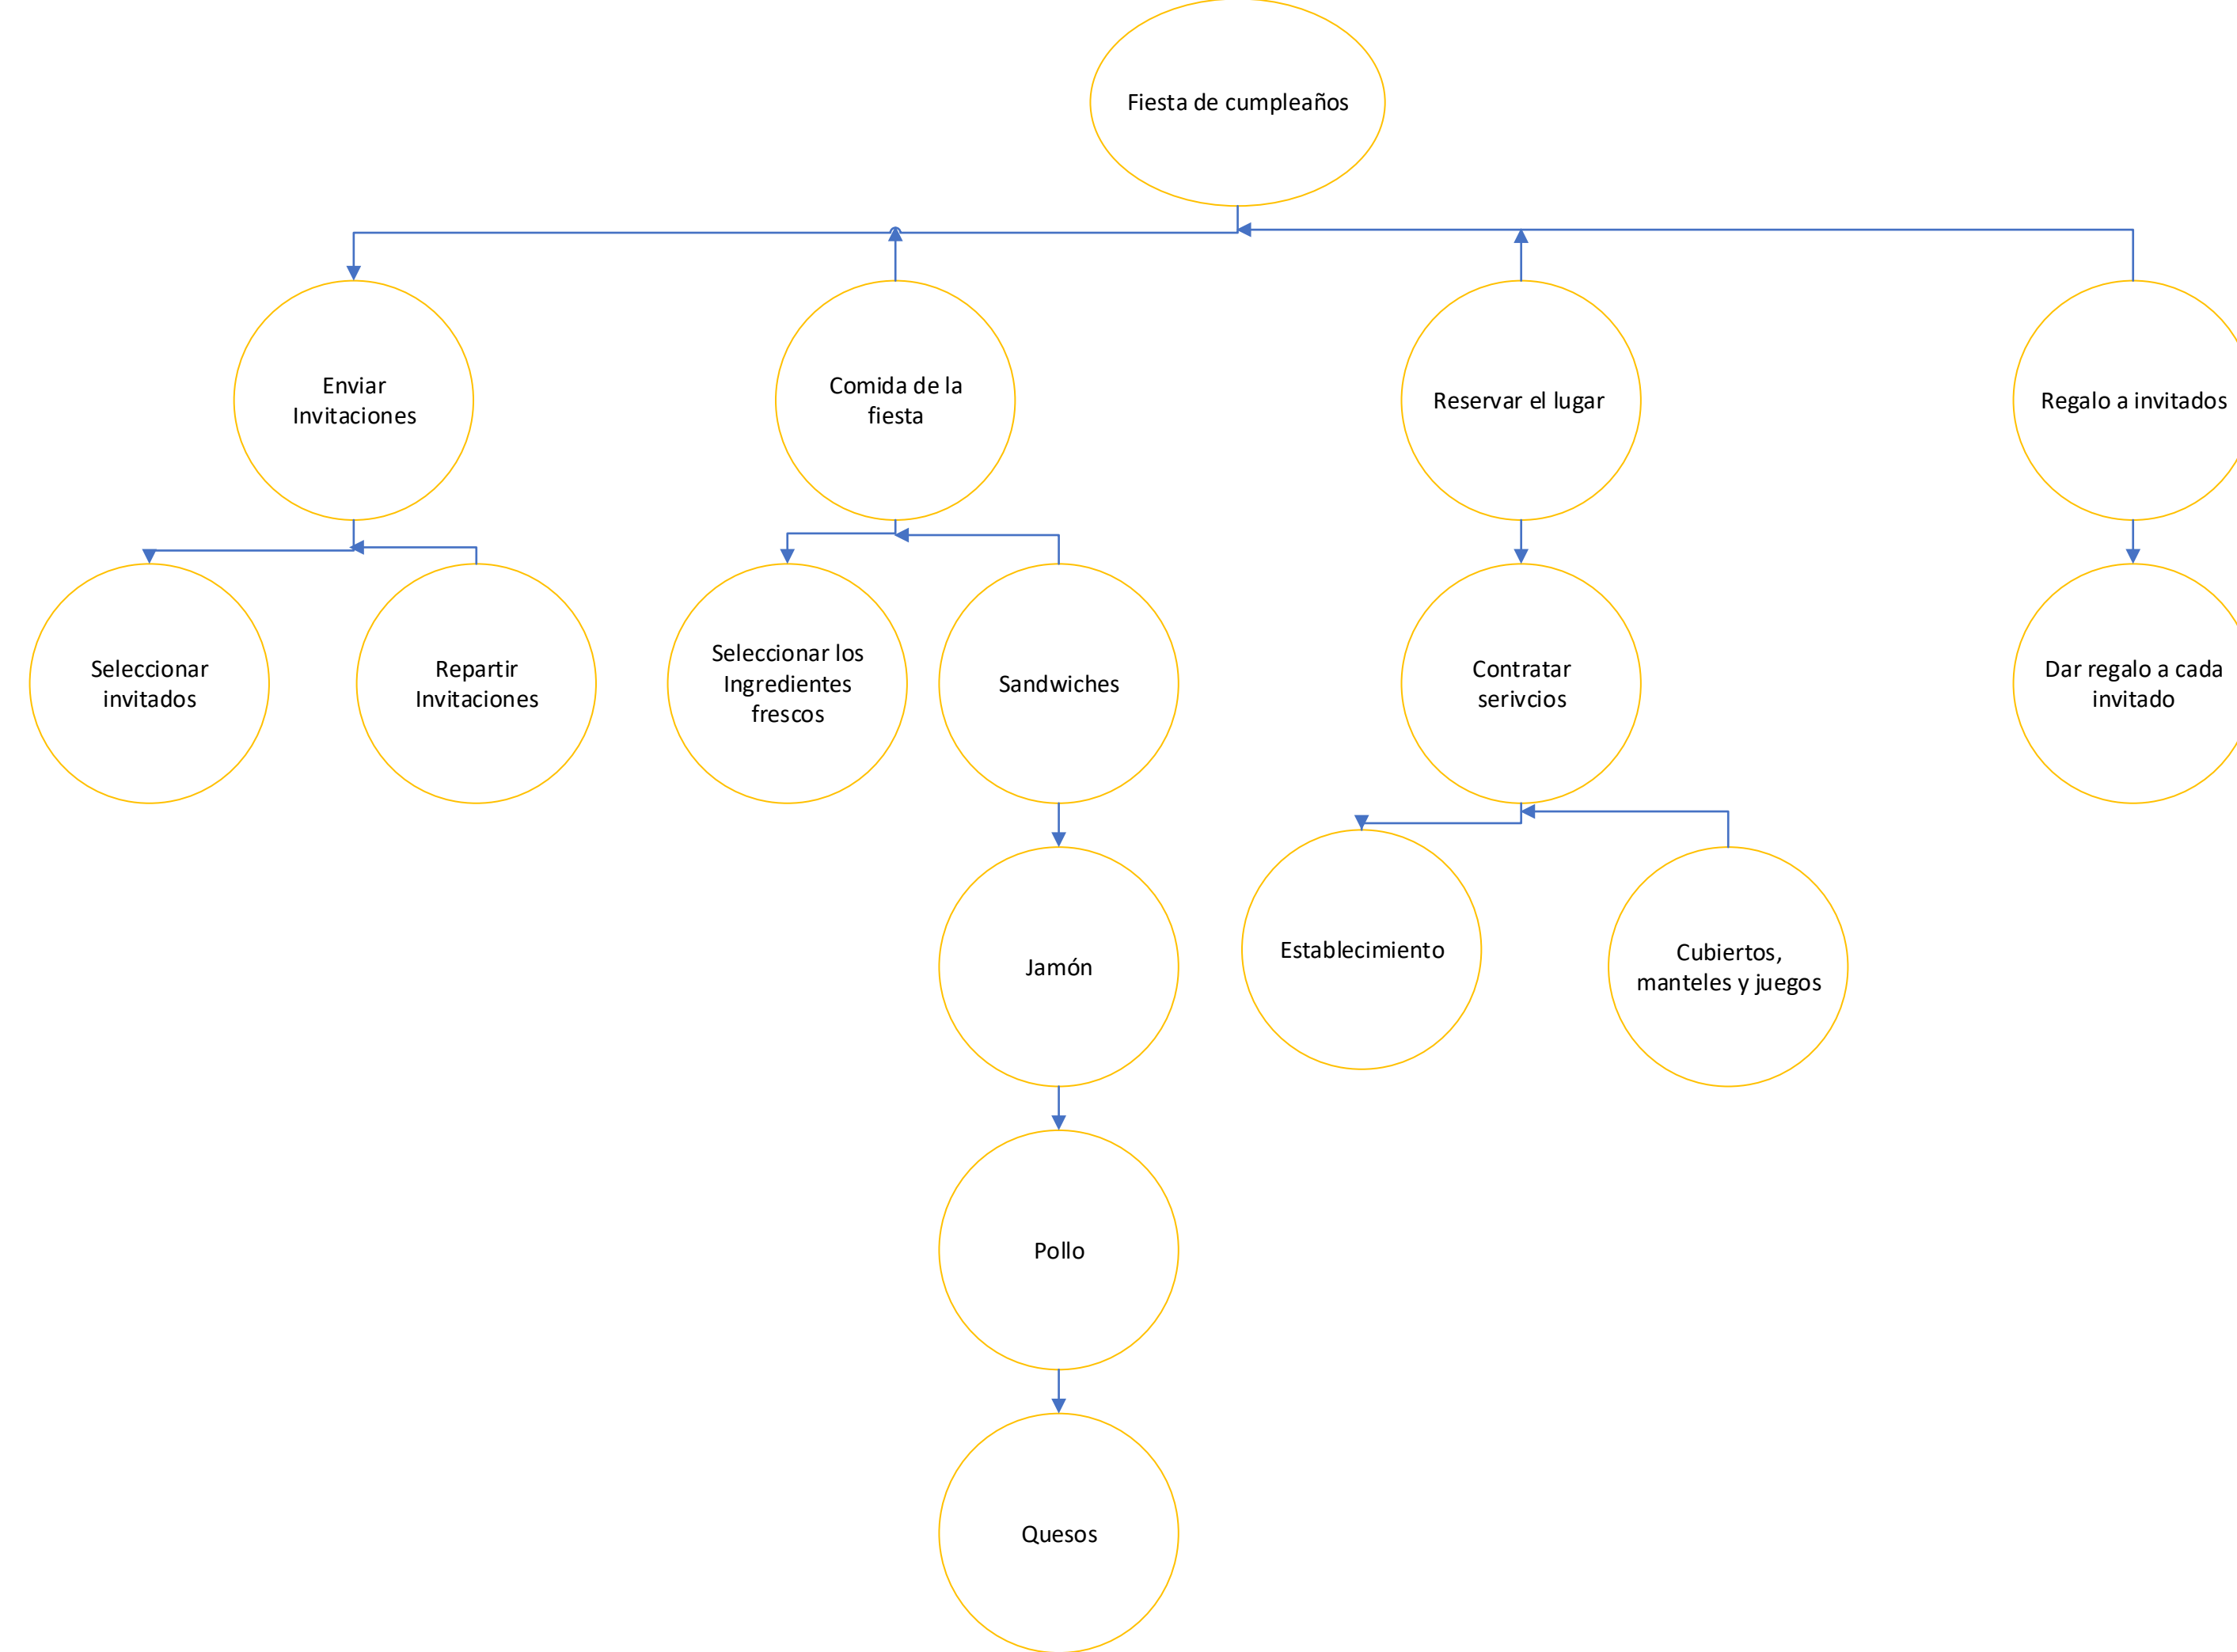 Fiesta de cumpleaños
Enviar
Invitaciones
Comida de la
fiesta
Reservar el lugar
Regalo a invitados
Seleccionar
invitados
Repartir
Invitaciones
Seleccionar los
Ingredientes
frescos
Sandwiches
Contratar
serivcios
Dar regalo a cada
invitado
Jamón
Establecimiento
Cubiertos,
manteles y juegos
Pollo
Quesos